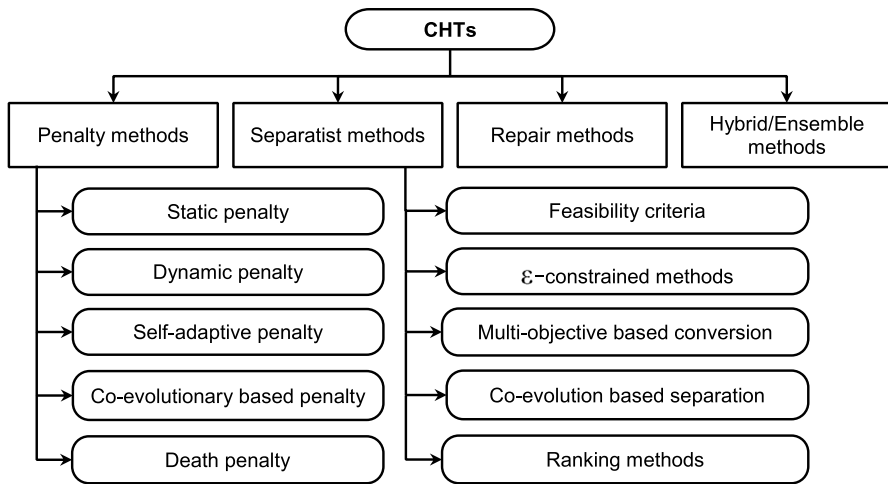 CHTs
Penalty methods
Separatist methods
Repair methods
Hybrid/Ensemble
methods
Static penalty
Dynamic penalty
Self-adaptive penalty
Co-evolutionary based penalty
Death penalty
Feasibility criteria
ε−constrained methods
Multi-objective based conversion
Co-evolution based separation
Ranking methods